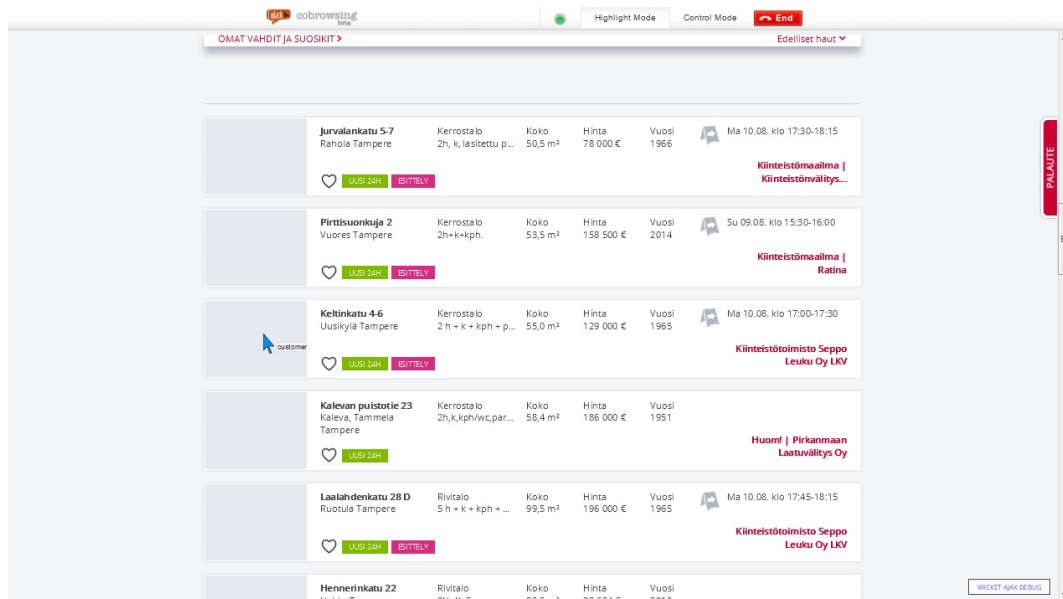 olark cobrowsing beta Highlight Mode Control Mode End
OMAT VAHDIT JA SUOSIKIT Edelliset haut
PALAUTE
Jurvalankatu 5-7 Kerrostalo Koko Hinta Vuosi Ma 10.08. klo 17:30-18:15
Rahola Tampere 2h, k, lasitettu p... 50,5 m² 78 000 € 1966
Kiinteistömaailma |
Kiinteistönvälitys...
UUSI 24H ESITTELY
Pirttisuonkuja 2 Kerrostalo Koko Hinta Vuosi Su 09.08. klo 15:30-16:00
Vuores Tampere 2h+k+kph. 53,5 m² 158 500 € 2014
Kiinteistömaailma |
Ratina
UUSI 24H ESITTELY
Keltinkatu 4-6 Kerrostalo Koko Hinta Vuosi Ma 10.08. klo 17:00-17:30
Uusikylä Tampere 2 h + k + kph + p... 55,0 m² 129 000 € 1965
customer
Kiinteistötoimisto Seppo
Leuku Oy LKV
UUSI 24H ESITTELY
Kalevan puistotie 23 Kerrostalo Koko Hinta Vuosi
Kaleva, Tammela 2h,k,kph/wc,par... 58,4 m² 186 000 € 1951
Tampere
Huom! | Pirkanmaan
Laatuvälitys Oy
UUSI 24H
Laalahdenkatu 28 D Rivitalo Koko Hinta Vuosi Ma 10.08. klo 17:45-18:15
Ruotula Tampere 5 h + k + kph + ... 99,5 m² 196 000 € 1965
Kiinteistötoimisto Seppo
Leuku Oy LKV
UUSI 24H ESITTELY
Hennerinkatu 22 Rivitalo Koko Hinta Vuosi
WICKET AJAX DEBUG